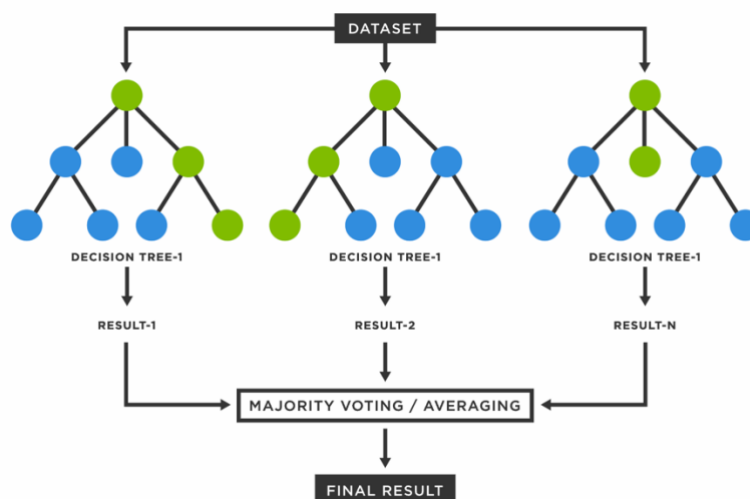 DATASET
DECISION TREE-1
DECISION TREE-1
DECISION TREE-1
RESULT-1
RESULT-2
RESULT-N
MAJORITY VOTING / AVERAGING
FINAL RESULT